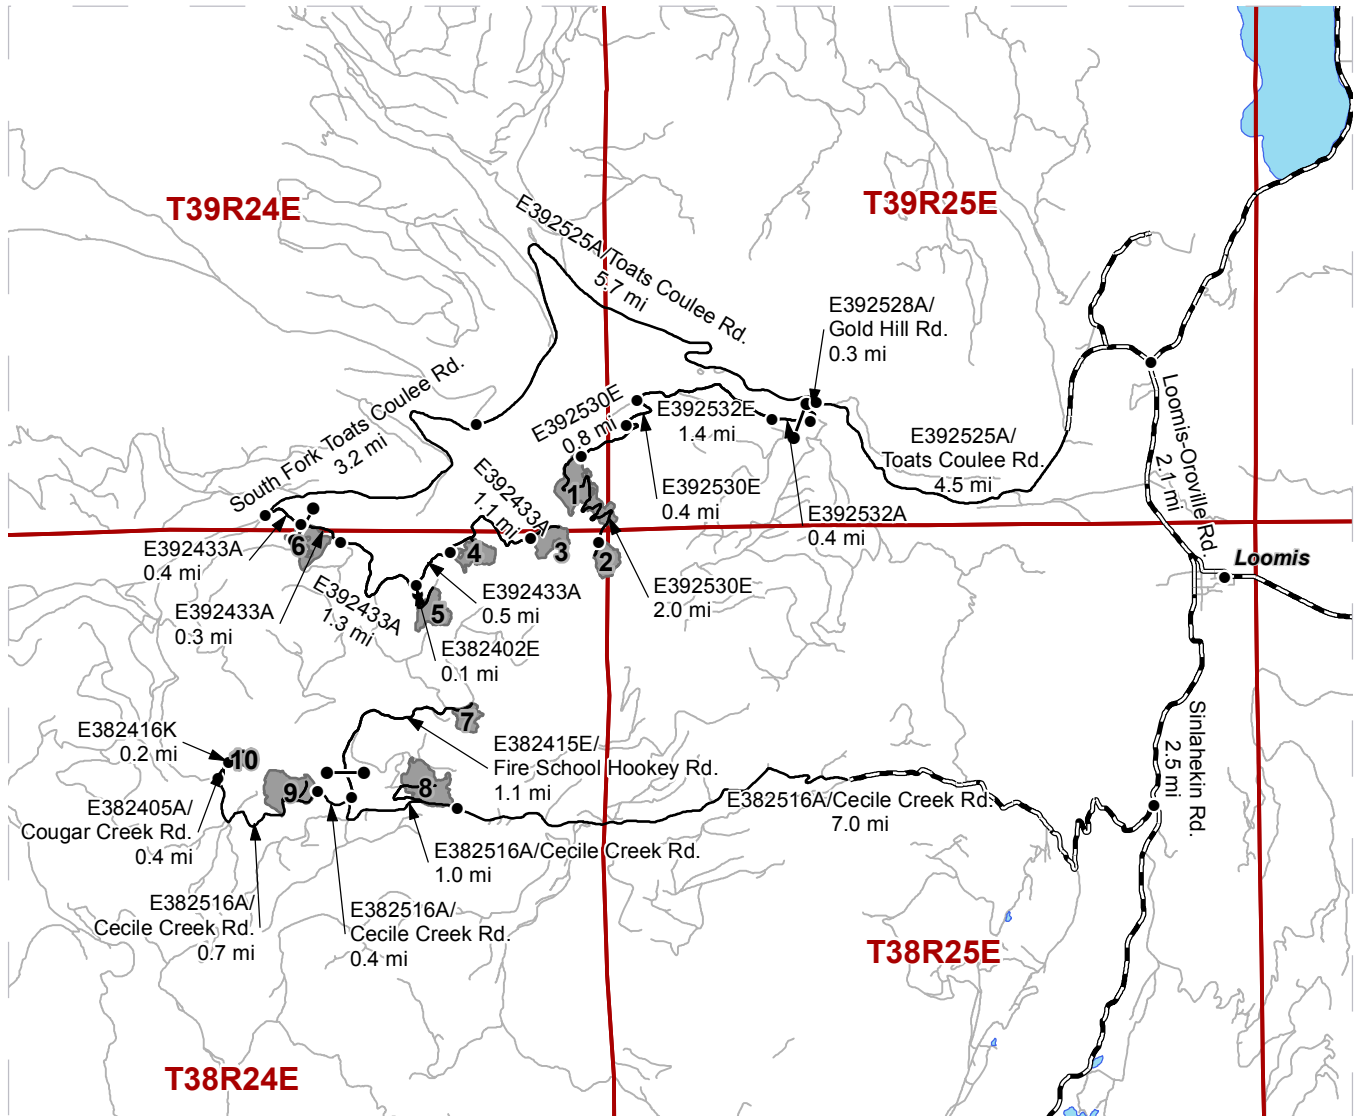 T39R24E
T39R25E
E392525A/Toats Coulee Rd.
5.7 mi
E392528A/
Gold Hill Rd.
0.3 mi
South Fork Toats Coulee Rd.
3.2 mi
E392530E
0.8 mi
E392532E
1.4 mi
E392525A/
Toats Coulee Rd.
4.5 mi
Loomis-Oroville Rd.
2.1 mi
E392433A
1.1 mi
E392530E
0.4 mi
E392532A
0.4 mi
1
2
3
4
5
6
E392433A
0.4 mi
E392433A
0.3 mi
E392433A
1.3 mi
E392433A
0.5 mi
E382402E
0.1 mi
E392530E
2.0 mi
Loomis
E382416K
0.2 mi
10
9
8
7
E382415E/
Fire School Hookey Rd.
1.1 mi
E382516A/Cecile Creek Rd.
7.0 mi
Sinlahekin Rd.
2.5 mi
E382405A/
Cougar Creek Rd.
0.4 mi
E382516A/Cecile Creek Rd.
1.0 mi
E382516A/
Cecile Creek Rd.
0.7 mi
E382516A/
Cecile Creek Rd.
0.4 mi
T38R25E
T38R24E